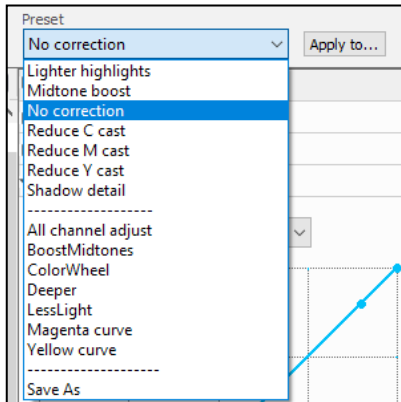 Preset
No correction
Apply to...
Lighter highlights
Midtone boost
No correction
Reduce C cast
Reduce M cast
Reduce Y cast
Shadow detail
-------------------
All channel adjust
BoostMidtones
ColorWheel
Deeper
LessLight
Magenta curve
Yellow curve
-------------------
Save As